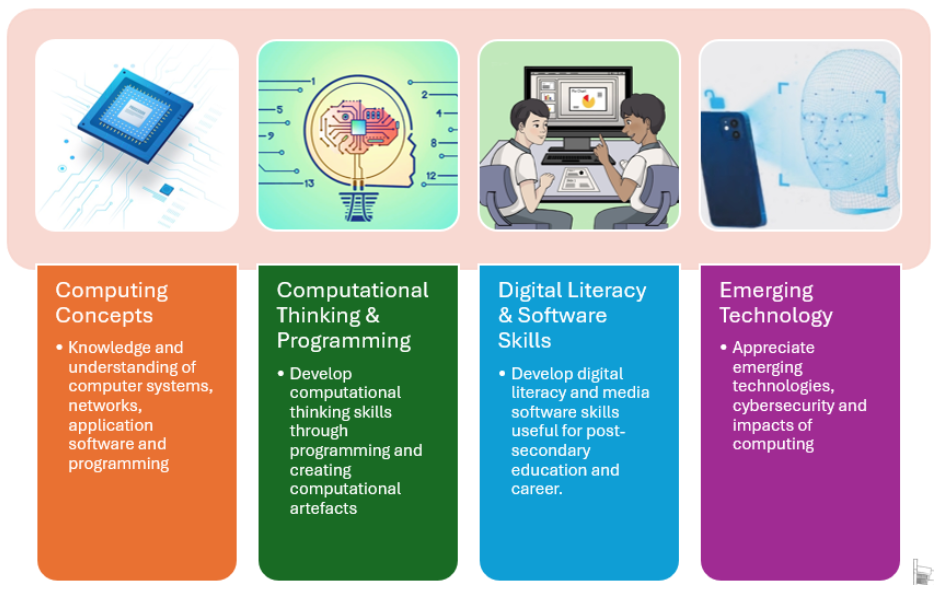 1
2
5
4
9
8
13
12
Computing
Concepts
• Knowledge and
understanding of
computer systems,
networks,
application
software and
programming
Computational
Thinking &
Programming
• Develop
computational
thinking skills
through
programming and
creating
computational
artefacts
Digital Literacy
& Software
Skills
• Develop digital
literacy and media
software skills
useful for post-
secondary
education and
career.
Emerging
Technology
• Appreciate
emerging
technologies,
cybersecurity and
impacts of
computing